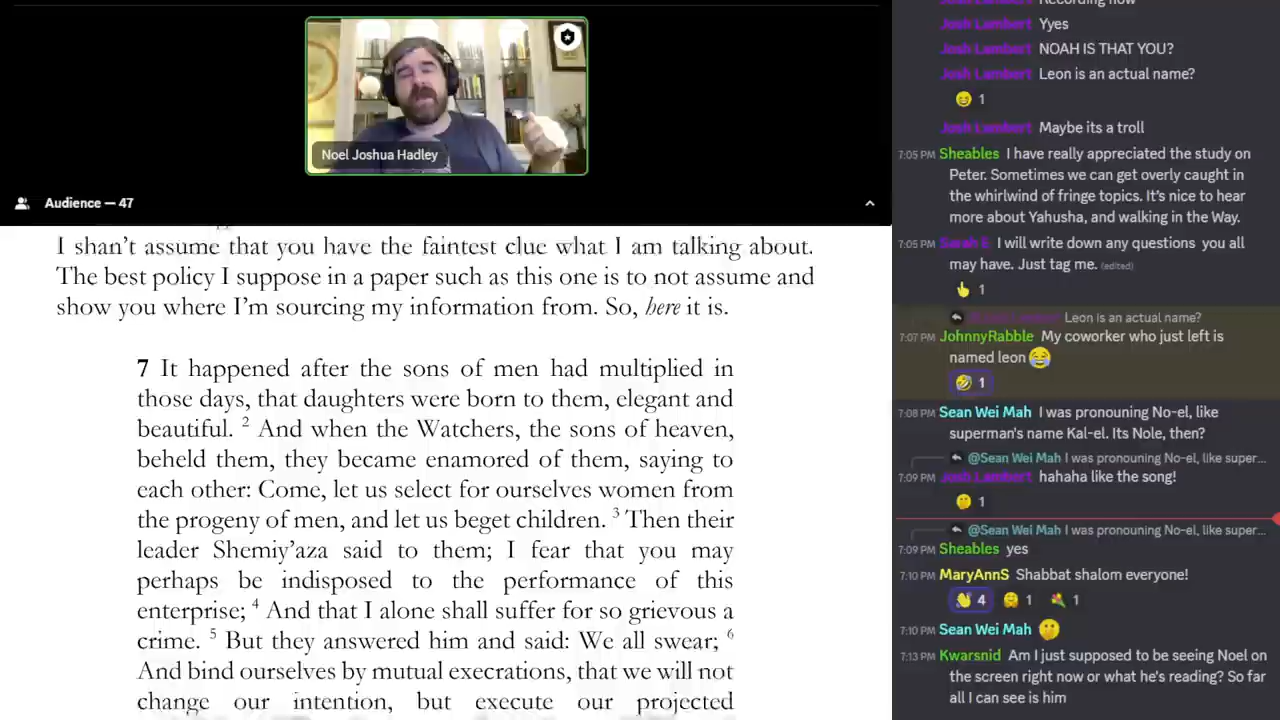 Noel Joshua Hadley
Audience — 47
I shan't assume that you have the faintest clue what I am talking about.
The best policy I suppose in a paper such as this one is to not assume and
show you where I'm sourcing my information from. So, here it is.
7 It happened after the sons of men had multiplied in
those days, that daughters were born to them, elegant and
beautiful. 2 And when the Watchers, the sons of heaven,
beheld them, they became enamored of them, saying to
each other: Come, let us select for ourselves women from
the progeny of men, and let us beget children. 3 Then their
leader Shemiy'aza said to them; I fear that you may
perhaps be indisposed to the performance of this
enterprise; 4 And that I alone shall suffer for so grievous a
crime. 5 But they answered him and said: We all swear; 6
And bind ourselves by mutual execrations, that we will not
change our intention, but execute our projected
Josh Lambert Recording now
Josh Lambert Yyes
Josh Lambert NOAH IS THAT YOU?
Josh Lambert Leon is an actual name?
1
Josh Lambert Maybe its a troll
7:05 PM Sheables I have really appreciated the study on
Peter. Sometimes we can get overly caught in
the whirlwind of fringe topics. It's nice to hear
more about Yahusha, and walking in the Way.
7:05 PM Sarah E I will write down any questions you all
may have. Just tag me. (edited)
1
Leon is an actual name?
7:07 PM JohnnyRabble My coworker who just left is
named leon 😂
🤣 1
7:08 PM Sean Wei Mah I was pronouning No-el, like
superman's name Kal-el. Its Nole, then?
@Sean Wei Mah I was pronouning No-el, like super...
7:09 PM Josh Lambert hahaha like the song!
1
@Sean Wei Mah I was pronouning No-el, like super...
7:09 PM Sheables yes
7:10 PM MaryAnnS Shabbat shalom everyone!
👋 4 🤗 1 💐 1
7:10 PM Sean Wei Mah
7:13 PM Kwarsnid Am I just supposed to be seeing Noel on
the screen right now or what he's reading? So far
all I can see is him